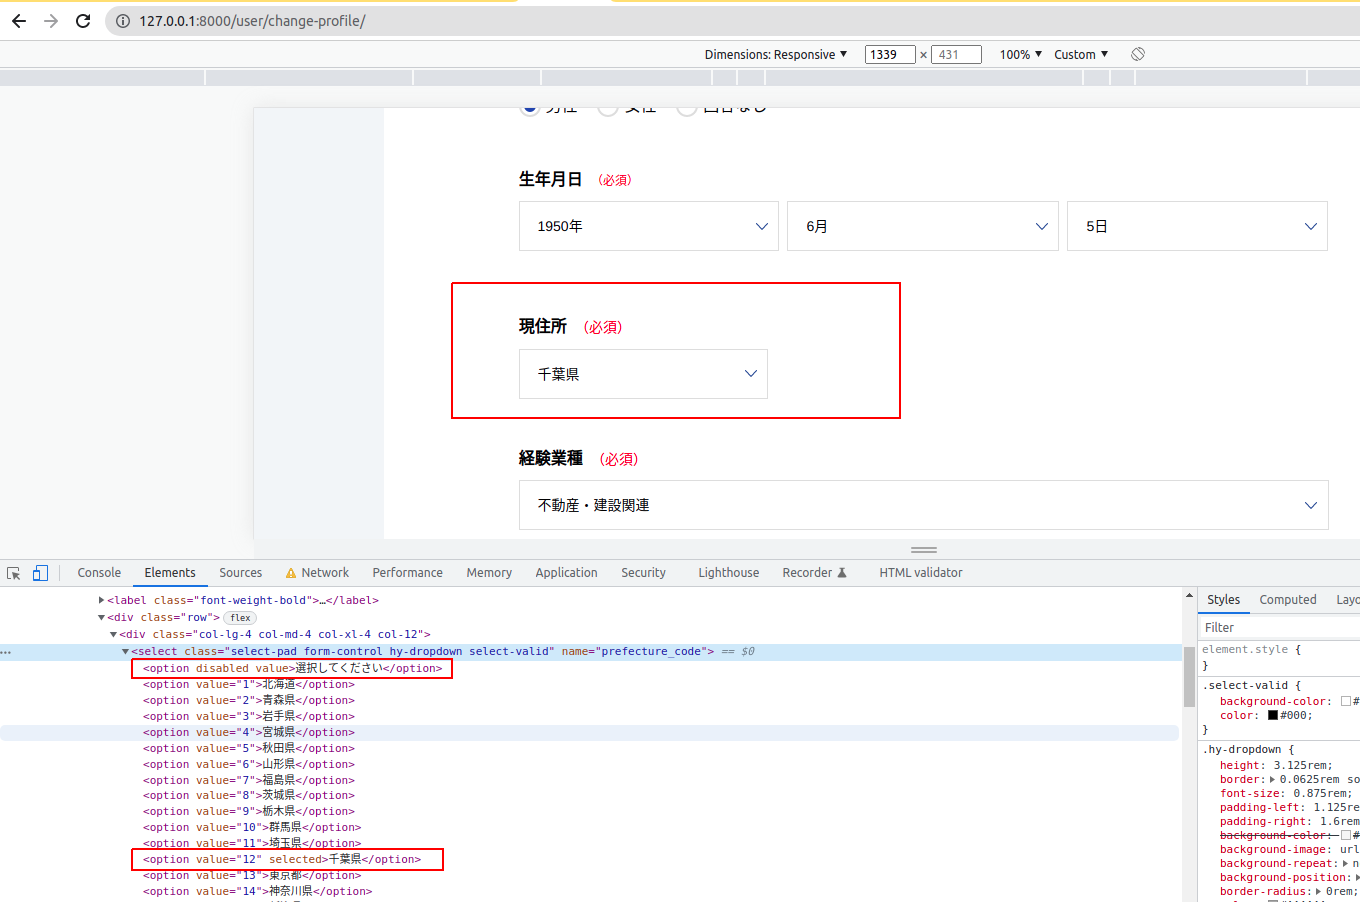 127.0.0.1:8000/user/change-profile/
Dimensions: Responsive ▼ 1339 × 431 100% ▼ Custom ▼
男性 女性 回答なし
生年月日 （必須）
1950年 6月 5日
現住所 （必須）
千葉県
経験業種 （必須）
不動産・建設関連
Console Elements Sources Network Performance Memory Application Security Lighthouse Recorder HTML validator
▶<label class="font-weight-bold">…</label>
▼<div class="row"> flex
▼<div class="col-lg-4 col-md-4 col-xl-4 col-12">
… ▼<select class="select-pad form-control hy-dropdown select-valid" name="prefecture_code"> == $0
<option disabled value>選択してください</option>
<option value="1">北海道</option>
<option value="2">青森県</option>
<option value="3">岩手県</option>
<option value="4">宮城県</option>
<option value="5">秋田県</option>
<option value="6">山形県</option>
<option value="7">福島県</option>
<option value="8">茨城県</option>
<option value="9">栃木県</option>
<option value="10">群馬県</option>
<option value="11">埼玉県</option>
<option value="12" selected>千葉県</option>
<option value="13">東京都</option>
<option value="14">神奈川県</option>
Styles Computed Layo
Filter
element.style {
}
.select-valid {
background-color: #
color: #000;
}
.hy-dropdown {
height: 3.125rem;
border:▶ 0.0625rem so
font-size: 0.875rem;
padding-left: 1.125re
padding-right: 1.6rem
background-color: #
background-image: url
background-repeat:▶ n
background-position:▶
border-radius:▶ 0rem;